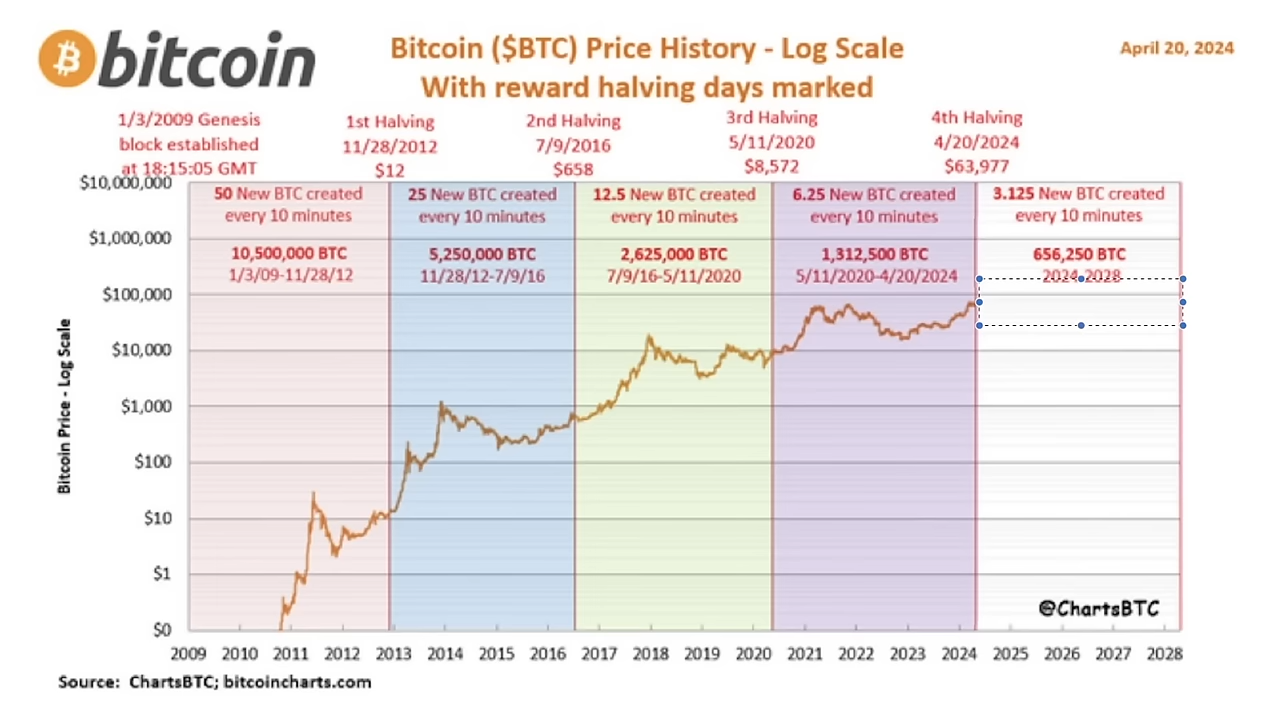 bitcoin
Bitcoin ($BTC) Price History - Log Scale
With reward halving days marked
April 20, 2024
1/3/2009 Genesis
block established
at 18:15:05 GMT
1st Halving
11/28/2012
$12
2nd Halving
7/9/2016
$658
3rd Halving
5/11/2020
$8,572
4th Halving
4/20/2024
$63,977
50 New BTC created
every 10 minutes
10,500,000 BTC
1/3/09-11/28/12
25 New BTC created
every 10 minutes
5,250,000 BTC
11/28/12-7/9/16
12.5 New BTC created
every 10 minutes
2,625,000 BTC
7/9/16-5/11/2020
6.25 New BTC created
every 10 minutes
1,312,500 BTC
5/11/2020-4/20/2024
3.125 New BTC created
every 10 minutes
656,250 BTC
2024-2028
Bitcoin Price - Log Scale
$10,000,000
$1,000,000
$100,000
$10,000
$1,000
$100
$10
$1
$0
@ChartsBTC
2009 2010 2011 2012 2013 2014 2015 2016 2017 2018 2019 2020 2021 2022 2023 2024 2025 2026 2027 2028
Source: ChartsBTC; bitcoincharts.com